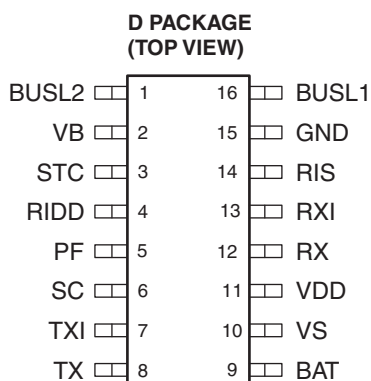 D PACKAGE
(TOP VIEW)
BUSL2 1 16 BUSL1
VB 2 15 GND
STC 3 14 RIS
RIDD 4 13 RXI
PF 5 12 RX
SC 6 11 VDD
TXI 7 10 VS
TX 8 9 BAT